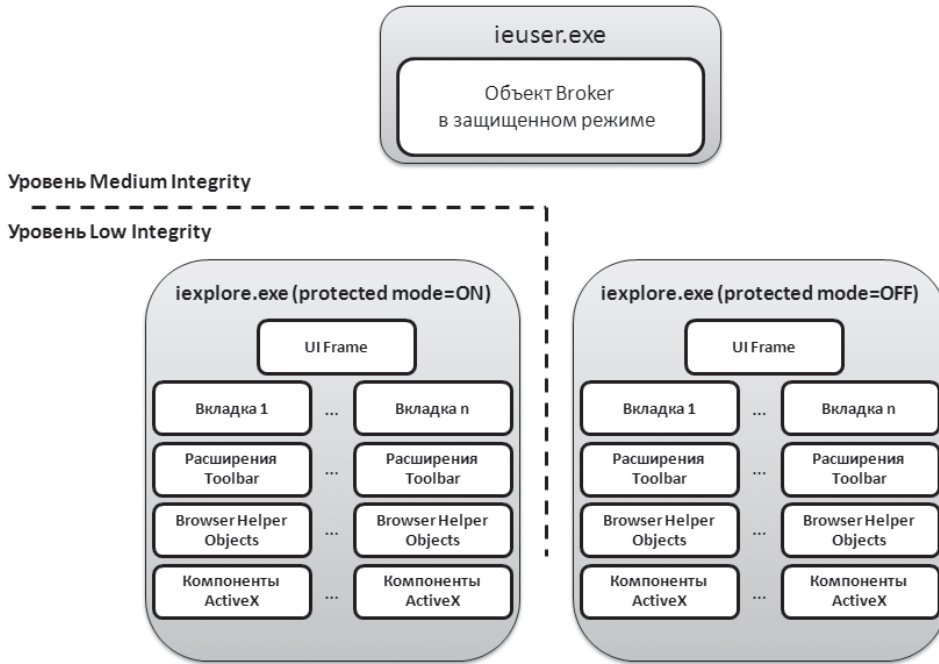 ieuser.exe
Объект Broker
в защищенном режиме
Уровень Medium Integrity
Уровень Low Integrity
iexplore.exe (protected mode=ON)
UI Frame
Вкладка 1 ... Вкладка n
Расширения Toolbar ... Расширения Toolbar
Browser Helper Objects ... Browser Helper Objects
Компоненты ActiveX ... Компоненты ActiveX
iexplore.exe (protected mode=OFF)
UI Frame
Вкладка 1 ... Вкладка n
Расширения Toolbar ... Расширения Toolbar
Browser Helper Objects ... Browser Helper Objects
Компоненты ActiveX ... Компоненты ActiveX